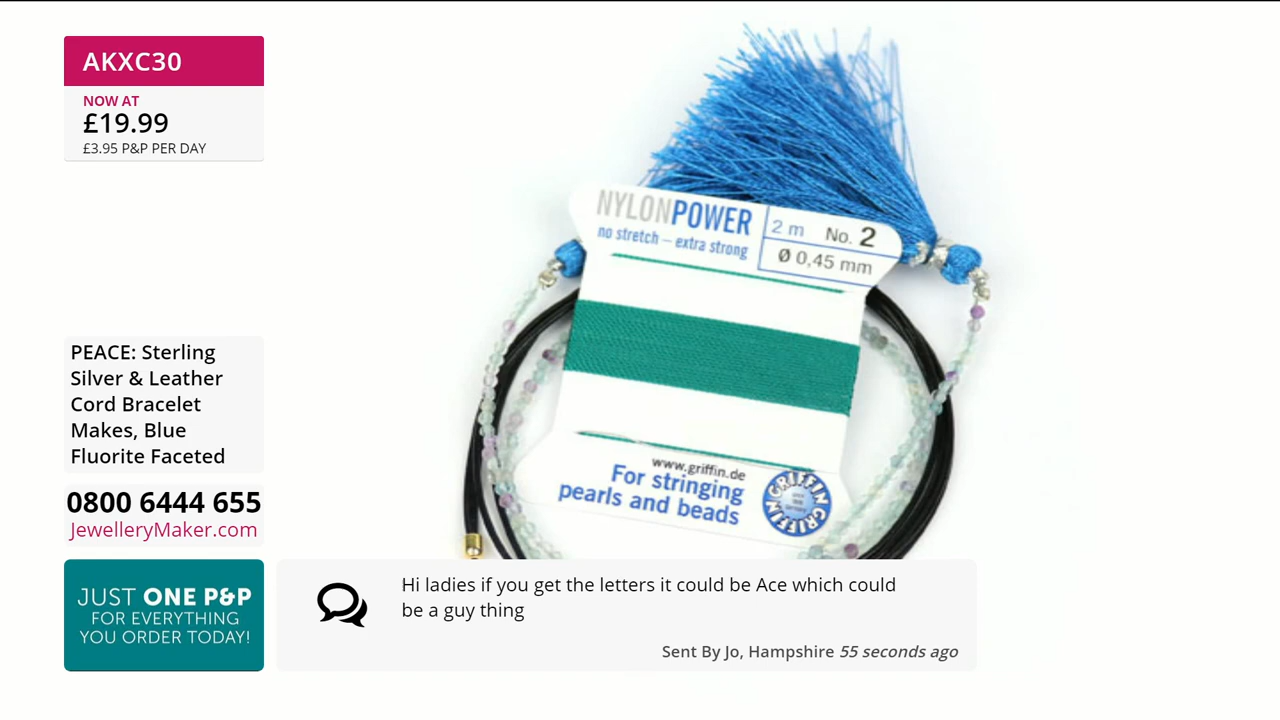 AKXC30
NOW AT
£19.99
£3.95 P&P PER DAY
NYLONPOWER
no stretch – extra strong
2 m No. 2
Ø 0,45 mm
www.griffin.de
For stringing
pearls and beads
GRIFFIN GRIFFIN
PEACE: Sterling
Silver & Leather
Cord Bracelet
Makes, Blue
Fluorite Faceted
0800 6444 655
JewelleryMaker.com
JUST ONE P&P
FOR EVERYTHING
YOU ORDER TODAY!
Hi ladies if you get the letters it could be Ace which could
be a guy thing
Sent By Jo, Hampshire 55 seconds ago